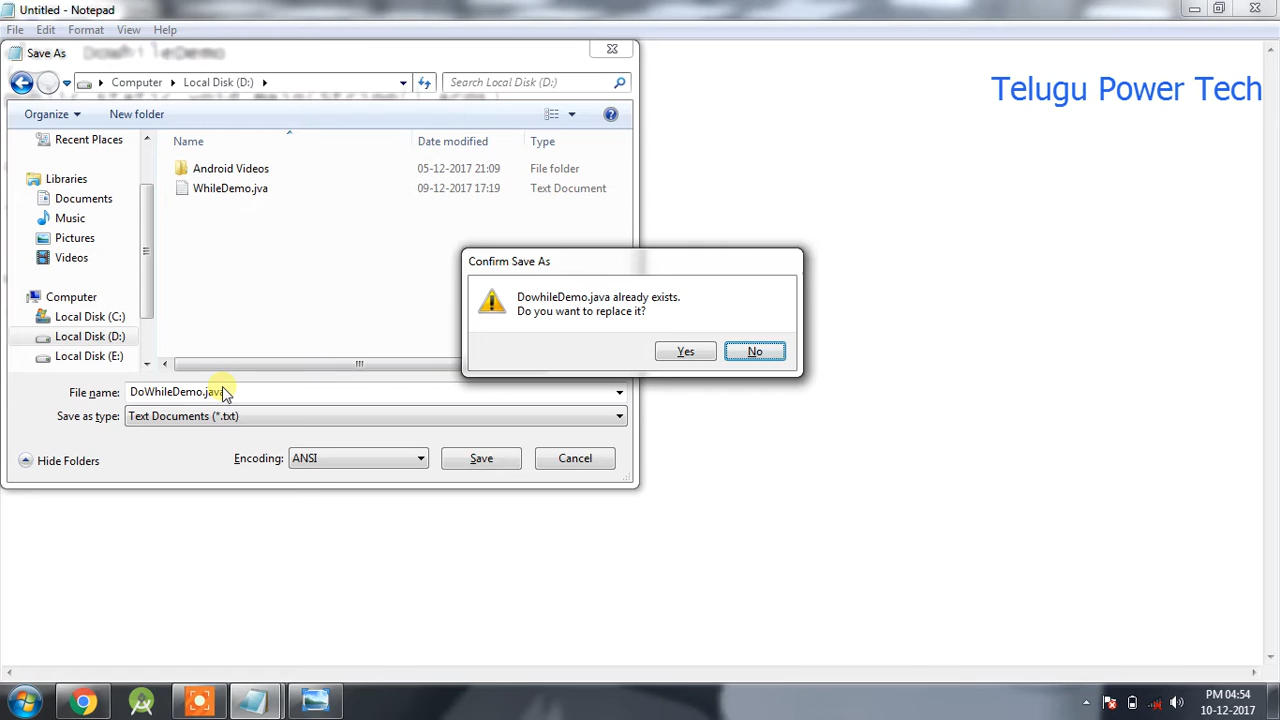 Untitled - Notepad
File Edit Format View Help
Save As
DowhileDemo
Telugu Power Tech
Computer Local Disk (D:)
Search Local Disk (D:)
Organize New folder
Recent Places
Libraries
Documents
Music
Pictures
Videos
Computer
Local Disk (C:)
Local Disk (D:)
Local Disk (E:)
Name Date modified Type
Android Videos 05-12-2017 21:09 File folder
WhileDemo.jva 09-12-2017 17:19 Text Document
Confirm Save As
DowhileDemo.java already exists.
Do you want to replace it?
Yes No
File name: DoWhileDemo.java
Save as type: Text Documents (*.txt)
Hide Folders Encoding: ANSI Save Cancel
PM 04:54
10-12-2017